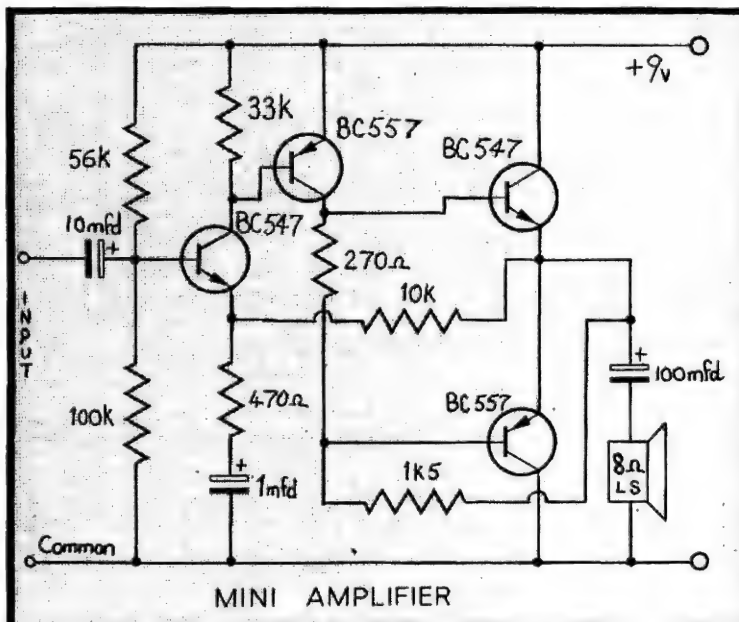 +9v
33k
BC557
BC547
56k
10mfd
+
BC547
270Ω
10k
INPUT
+
100mfd
470Ω
BC557
100k
8Ω
LS
+
1mfd
1K5
Common
MINI AMPLIFIER